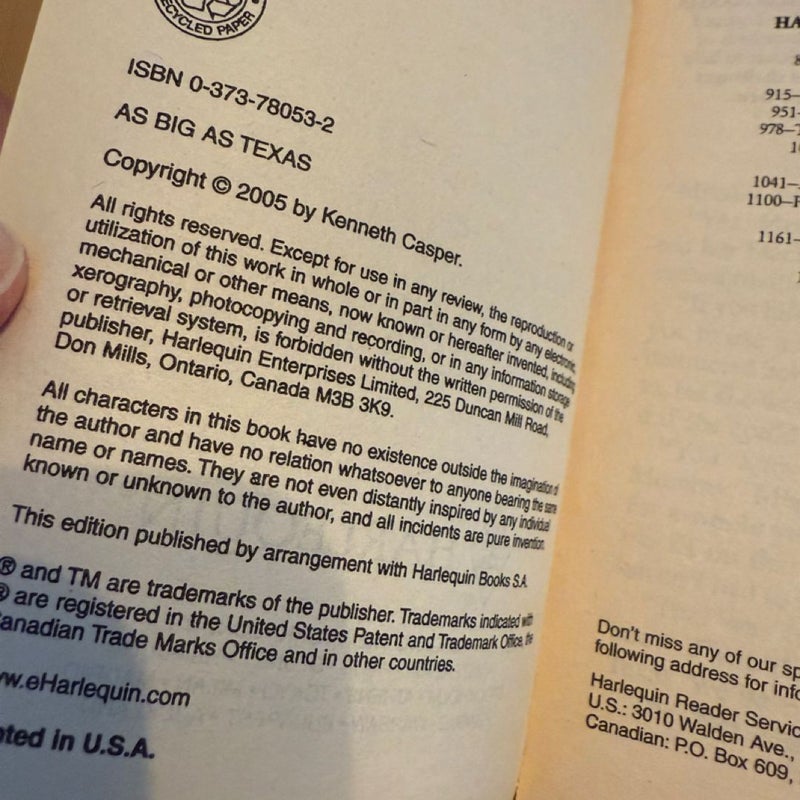 RECYCLED PAPER
ISBN 0-373-78053-2
AS BIG AS TEXAS
Copyright © 2005 by Kenneth Casper.
All rights reserved. Except for use in any review, the reproduction or
utilization of this work in whole or in part in any form by any electronic,
mechanical or other means, now known or hereafter invented, including
xerography, photocopying and recording, or in any information storage
or retrieval system, is forbidden without the written permission of the
publisher, Harlequin Enterprises Limited, 225 Duncan Mill Road,
Don Mills, Ontario, Canada M3B 3K9.
All characters in this book have no existence outside the imagination of
the author and have no relation whatsoever to anyone bearing the same
name or names. They are not even distantly inspired by any individual
known or unknown to the author, and all incidents are pure invention.
This edition published by arrangement with Harlequin Books S.A.
® and TM are trademarks of the publisher. Trademarks indicated with
® are registered in the United States Patent and Trademark Office, the
anadian Trade Marks Office and in other countries.
w.eHarlequin.com
nted in U.S.A.
HA
8
915–
951–
978–T
10
1041–
1100–F
1161–
Don't miss any of our sp
following address for info
Harlequin Reader Servic
U.S.: 3010 Walden Ave.,
Canadian: P.O. Box 609,